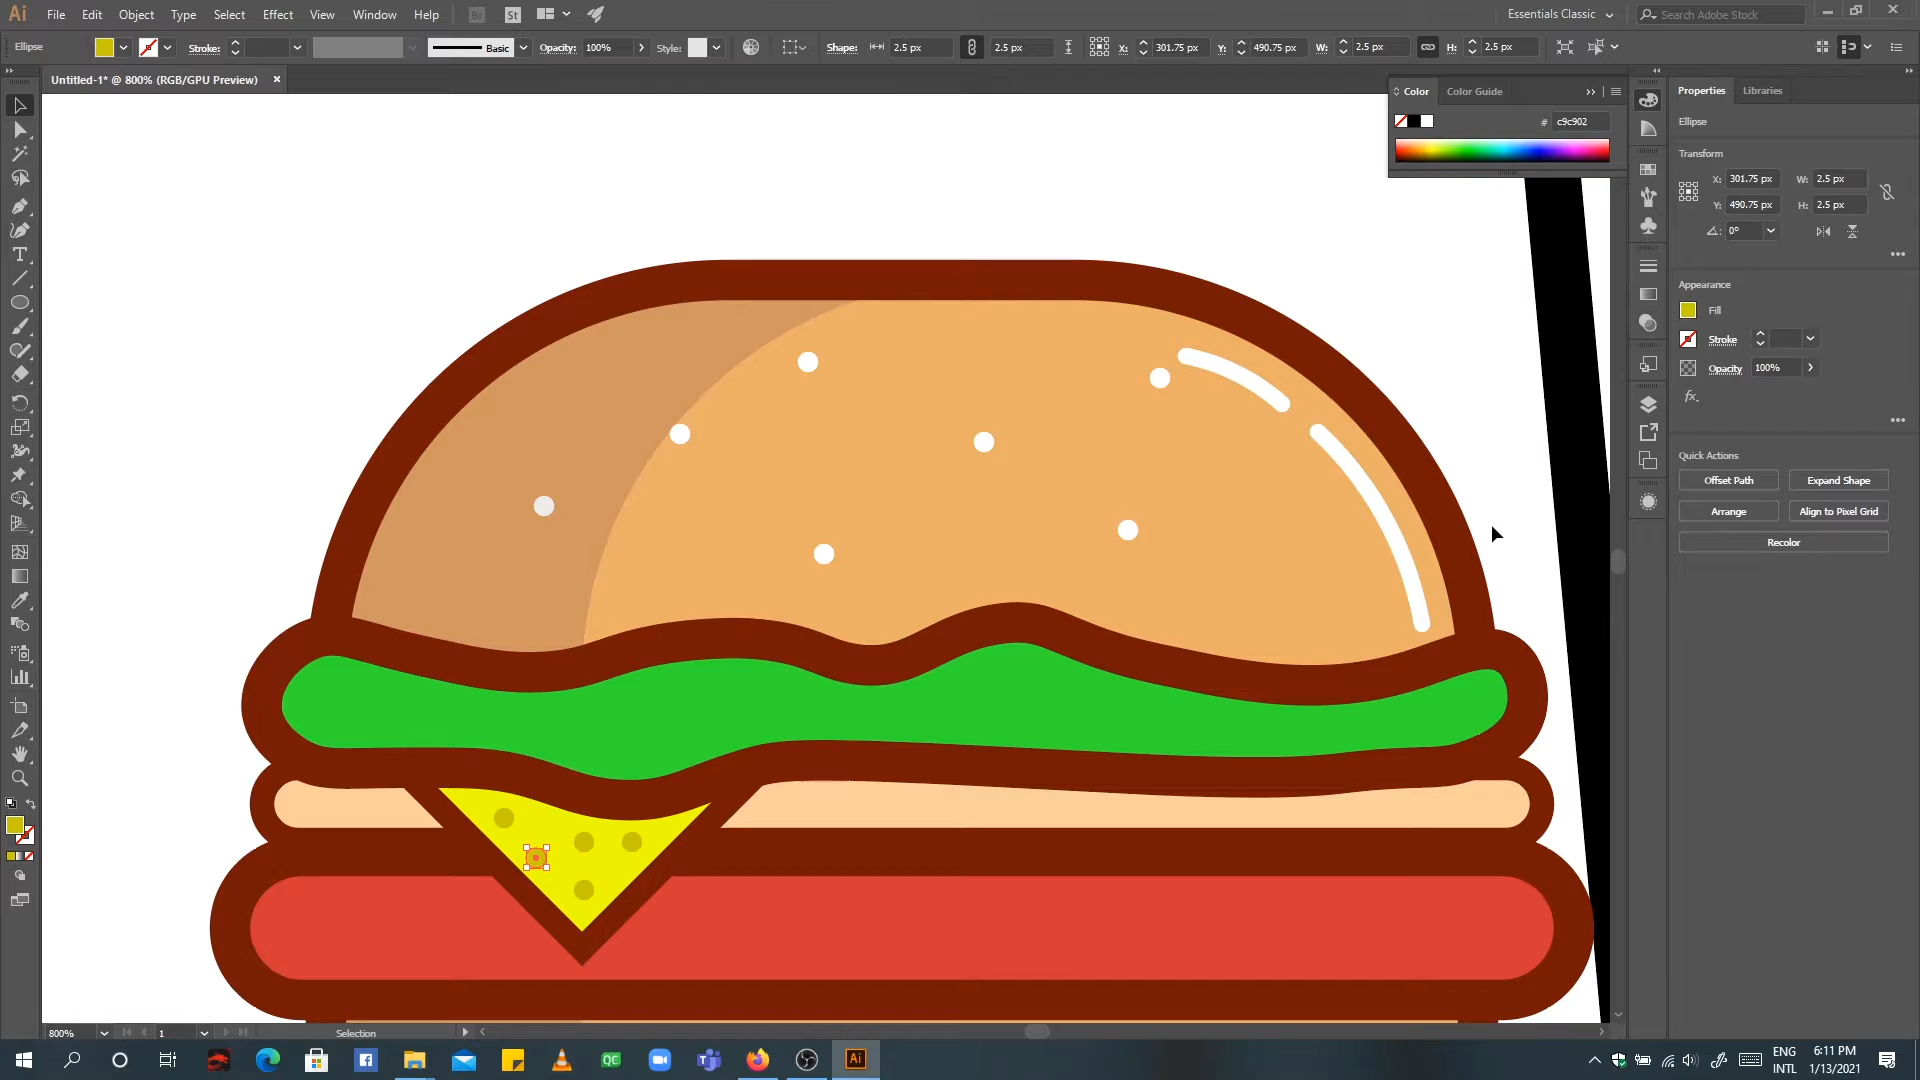 Ai File Edit Object Type Select Effect View Window Help Br St Essentials Classic Search Adobe Stock
Ellipse Stroke: Basic Opacity: 100% Style: Shape: 2.5 px 2.5 px X: 301.75 px Y: 490.75 px W: 2.5 px H: 2.5 px
Untitled-1* @ 800% (RGB/GPU Preview)
Color Color Guide
# c9c902
Properties Libraries
Ellipse
Transform
X: 301.75 px W: 2.5 px
Y: 490.75 px H: 2.5 px
0°
Appearance
Fill
Stroke
Opacity 100%
fx.
Quick Actions
Offset Path Expand Shape
Arrange Align to Pixel Grid
Recolor
800% 1 Selection
QC Ai ENG INTL 6:11 PM 1/13/2021